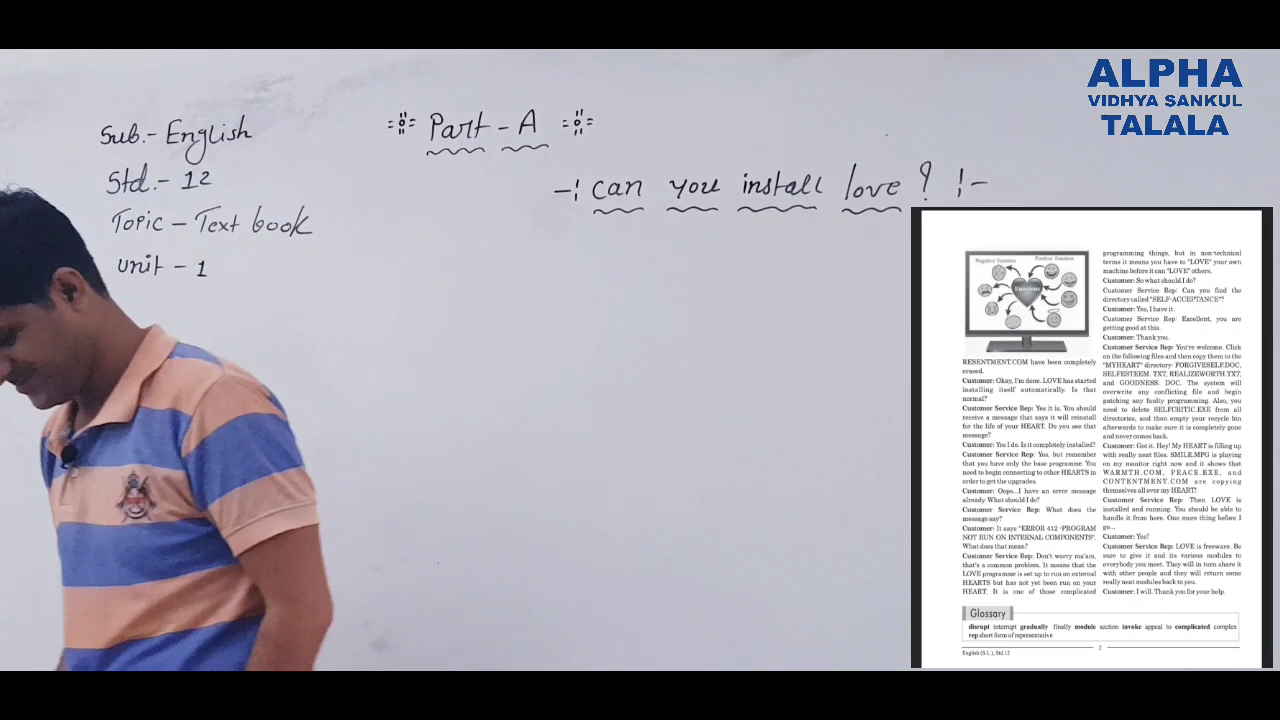 ALPHA
VIDHYA SANKUL
TALALA
Sub.- English
Std.- 12
Topic - Text book
Unit - 1
Part - A
can you install love ?
Negative Emotion
Positive Emotion
Emotions
RESENTMENT.COM have been completely
erased.
Customer: Okay, I'm done. LOVE has started
installing itself automatically. Is that
normal?
Customer Service Rep: Yes it is. You should
receive a message that says it will reinstall
for the life of your HEART. Do you see that
message?
Customer: Yes I do. Is it completely installed?
Customer Service Rep: Yes, but remember
that you have only the base programme. You
need to begin connecting to other HEARTS in
order to get the upgrades.
Customer: Oops...I have an error message
already. What should I do?
Customer Service Rep: What does the
message say?
Customer: It says "ERROR 412 -PROGRAM
NOT RUN ON INTERNAL COMPONENTS".
What does that mean?
Customer Service Rep: Don't worry ma'am,
that's a common problem. It means that the
LOVE programme is set up to run on external
HEARTS but has not yet been run on your
HEART. It is one of those complicated
programming things, but in non-technical
terms it means you have to "LOVE" your own
machine before it can "LOVE" others.
Customer: So what should I do?
Customer Service Rep: Can you find the
directory called "SELF-ACCEPTANCE"?
Customer: Yes, I have it.
Customer Service Rep: Excellent, you are
getting good at this.
Customer: Thank you.
Customer Service Rep: You're welcome. Click
on the following files and then copy them to the
"MYHEART" directory: FORGIVESELF.DOC,
SELFESTEEM. TXT, REALIZEWORTH.TXT,
and GOODNESS. DOC. The system will
overwrite any conflicting file and begin
patching any faulty programming. Also, you
need to delete SELFCRITIC.EXE from all
directories, and then empty your recycle bin
afterwards to make sure it is completely gone
and never comes back.
Customer: Got it. Hey! My HEART is filling up
with really neat files. SMILE.MPG is playing
on my monitor right now and it shows that
WARMTH.COM, PEACE.EXE, and
CONTENTMENT.COM are copying
themselves all over my HEART!
Customer Service Rep: Then LOVE is
installed and running. You should be able to
handle it from here. One more thing before I
go...
Customer: Yes?
Customer Service Rep: LOVE is freeware. Be
sure to give it and its various modules to
everybody you meet. They will in turn share it
with other people and they will return some
really neat modules back to you.
Customer: I will. Thank you for your help.
Glossary
disrupt interrupt gradually finally module section invoke appeal to complicated complex
rep short form of representative
2
English (S.L.), Std.12